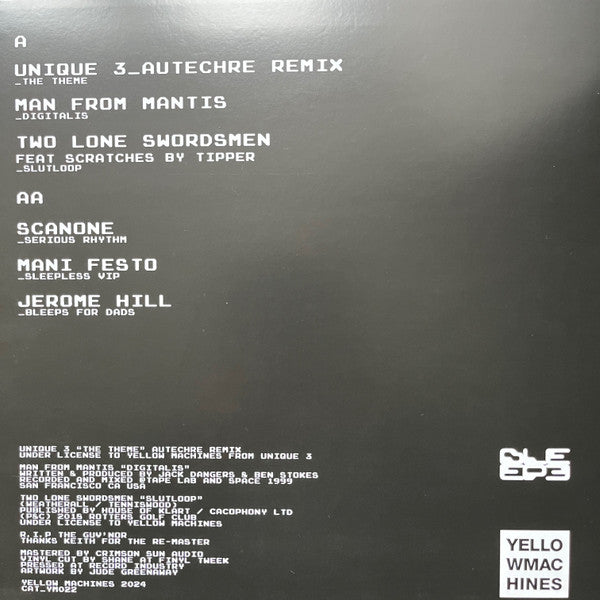 A
UNIQUE 3_AUTECHRE REMIX
_THE THEME
MAN FROM MANTIS
_DIGITALIS
TWO LONE SWORDSMEN
FEAT SCRATCHES BY TIPPER
_SLUTLOOP
AA
SCANONE
_SERIOUS RHYTHM
MANI FESTO
_SLEEPLESS VIP
JEROME HILL
_BLEEPS FOR DADS
UNIQUE 3 "THE THEME" AUTECHRE REMIX
UNDER LICENSE TO YELLOW MACHINES FROM UNIQUE 3
MAN FROM MANTIS "DIGITALIS"
WRITTEN & PRODUCED BY JACK DANGERS & BEN STOKES
RECORDED AND MIXED @TAPE LAB AND SPACE 1999
SAN FRANCISCO CA USA
TWO LONE SWORDSMEN "SLUTLOOP"
(WEATHERALL / TENNISWOOD)
PUBLISHED BY HOUSE OF KLART / CACOPHONY LTD
(P&C) 2018 ROTTERS GOLF CLUB
UNDER LICENSE TO YELLOW MACHINES
R.I.P THE GUV'NOR
THANKS KEITH FOR THE RE-MASTER
MASTERED BY CRIMSON SUN AUDIO
VINYL CUT BY SHANE AT FINYL TWEEK
PRESSED AT RECORD INDUSTRY
ARTWORK BY JUDE GREENAWAY
YELLOW MACHINES 2024
CAT_YM022
YELLO
WMAC
HINES